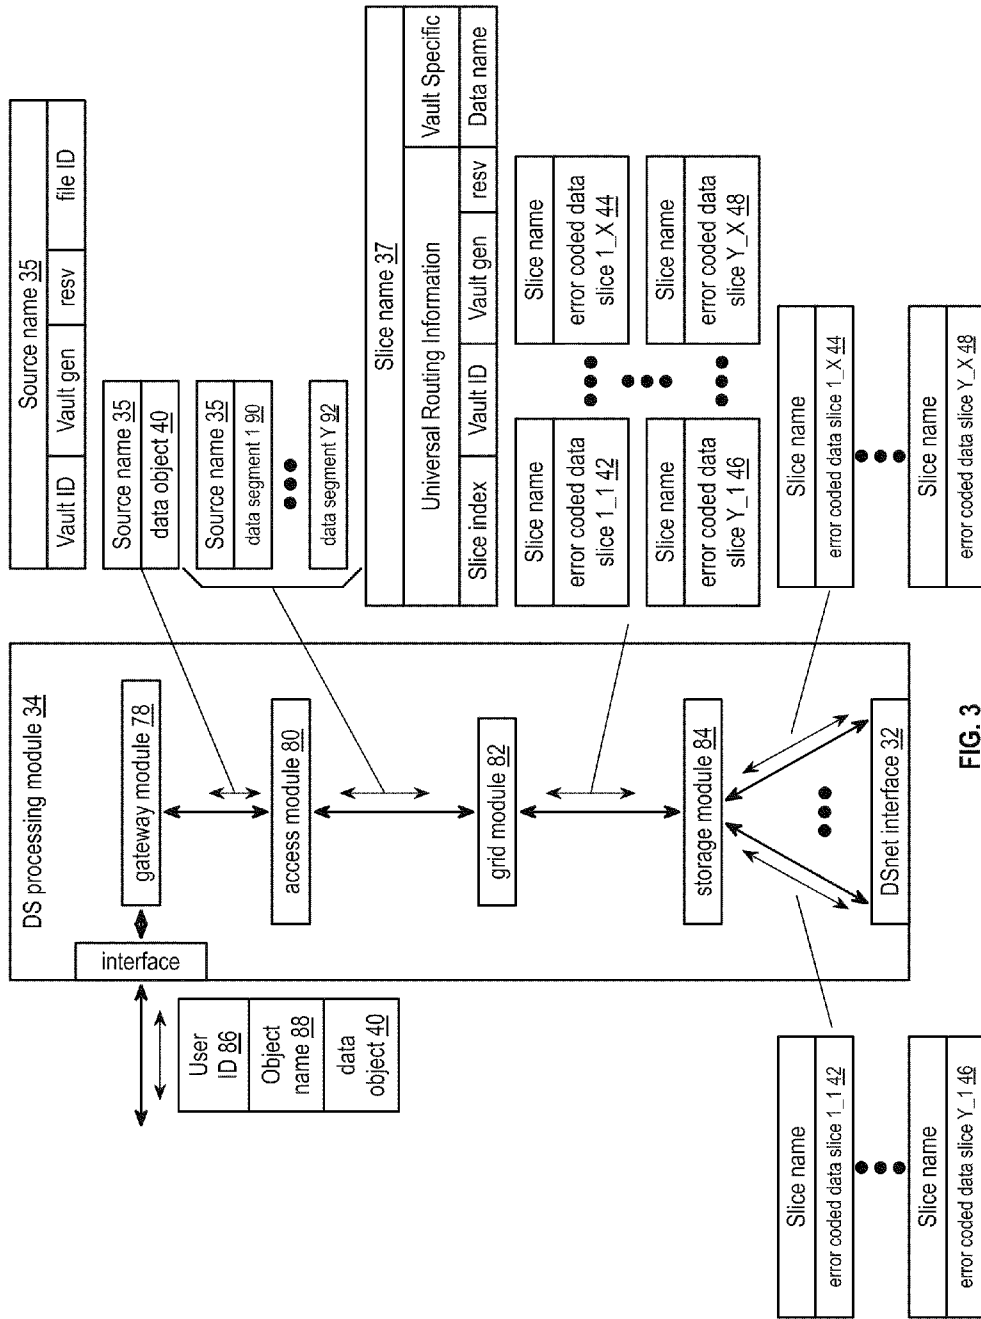 Source name 35
Vault ID
Vault gen
resv
file ID
Source name 35
data object 40
Source name 35
data segment 1 90
data segment Y 92
Slice name 37
Universal Routing Information
Vault Specific
Slice index
Vault ID
Vault gen
resv
Data name
Slice name
error coded data
slice 1_1 42
Slice name
error coded data
slice 1_X 44
Slice name
error coded data
slice Y_1 46
Slice name
error coded data
slice Y_X 48
Slice name
error coded data slice 1_X 44
Slice name
error coded data slice Y_X 48
DS processing module 34
gateway module 78
access module 80
grid module 82
storage module 84
DSnet interface 32
interface
User
ID 86
Object
name 88
data
object 40
Slice name
error coded data slice 1_1 42
Slice name
error coded data slice Y_1 46
FIG. 3